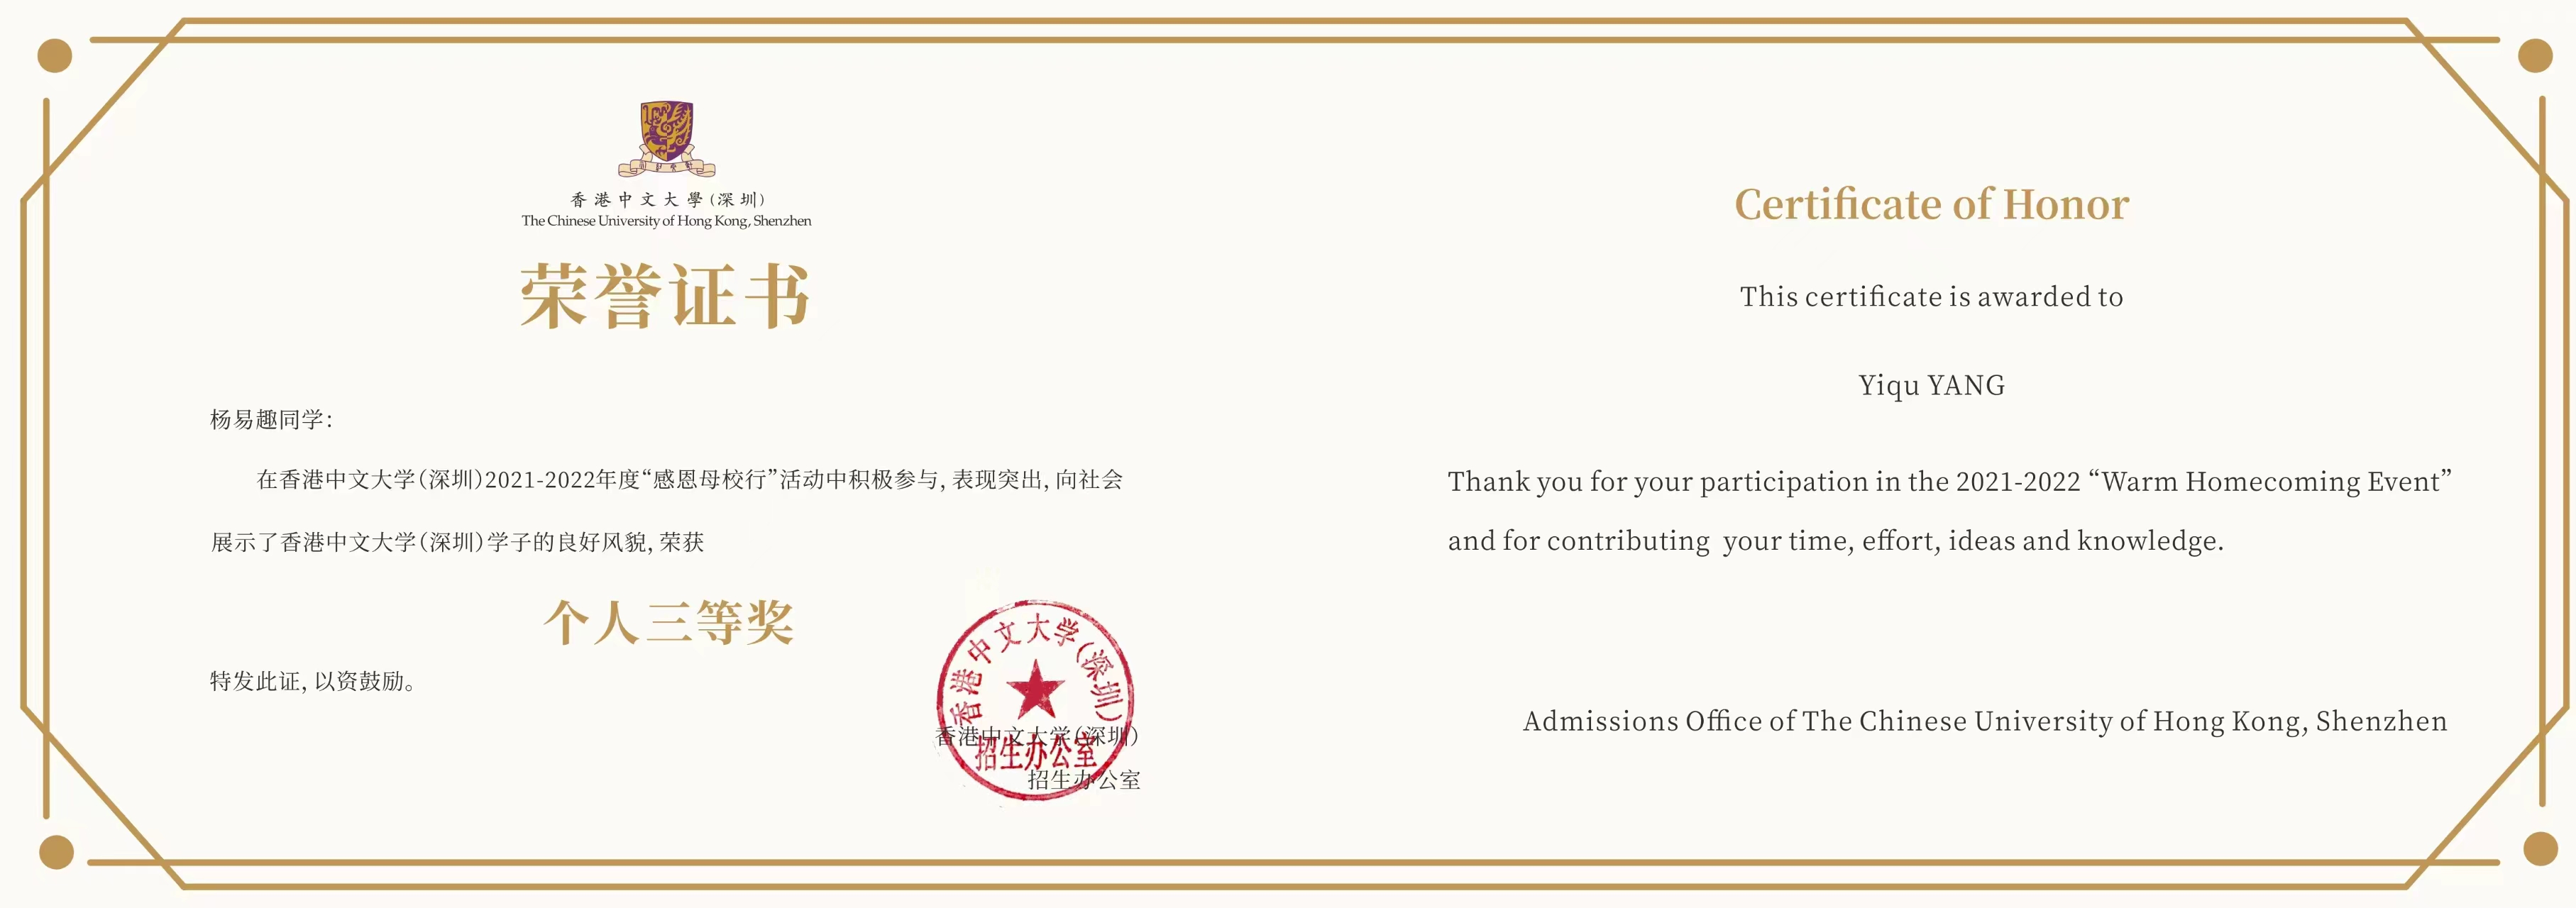 香港中文大學(深圳)
The Chinese University of Hong Kong, Shenzhen
荣誉证书
杨易趣同学:
在香港中文大学(深圳)2021-2022年度“感恩母校行”活动中积极参与, 表现突出, 向社会
展示了香港中文大学(深圳)学子的良好风貌, 荣获
个人三等奖
特发此证, 以资鼓励。
香港中文大学(深圳)
招生办公室
香港中文大学(深圳)
招生办公室
Certificate of Honor
This certificate is awarded to
Yiqu YANG
Thank you for your participation in the 2021-2022 “Warm Homecoming Event”
and for contributing  your time, effort, ideas and knowledge.
Admissions Office of The Chinese University of Hong Kong, Shenzhen